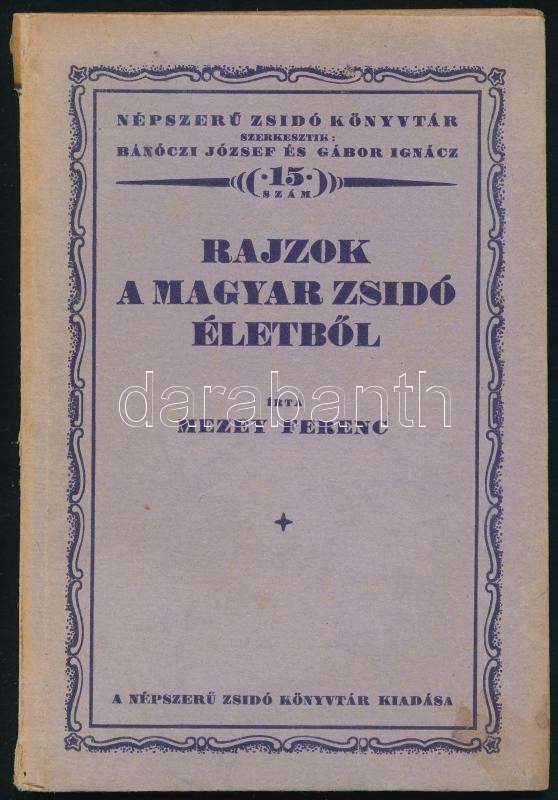 NÉPSZERŰ ZSIDÓ KÖNYVTÁR
SZERKESZTIK:
BÁNÓCZI JÓZSEF ÉS GÁBOR IGNÁCZ
·15·
SZÁM
RAJZOK
A MAGYAR ZSIDÓ
ÉLETBŐL
ÍRTA
darabanth
MEZEY FERENC
A NÉPSZERŰ ZSIDÓ KÖNYVTÁR KIADÁSA